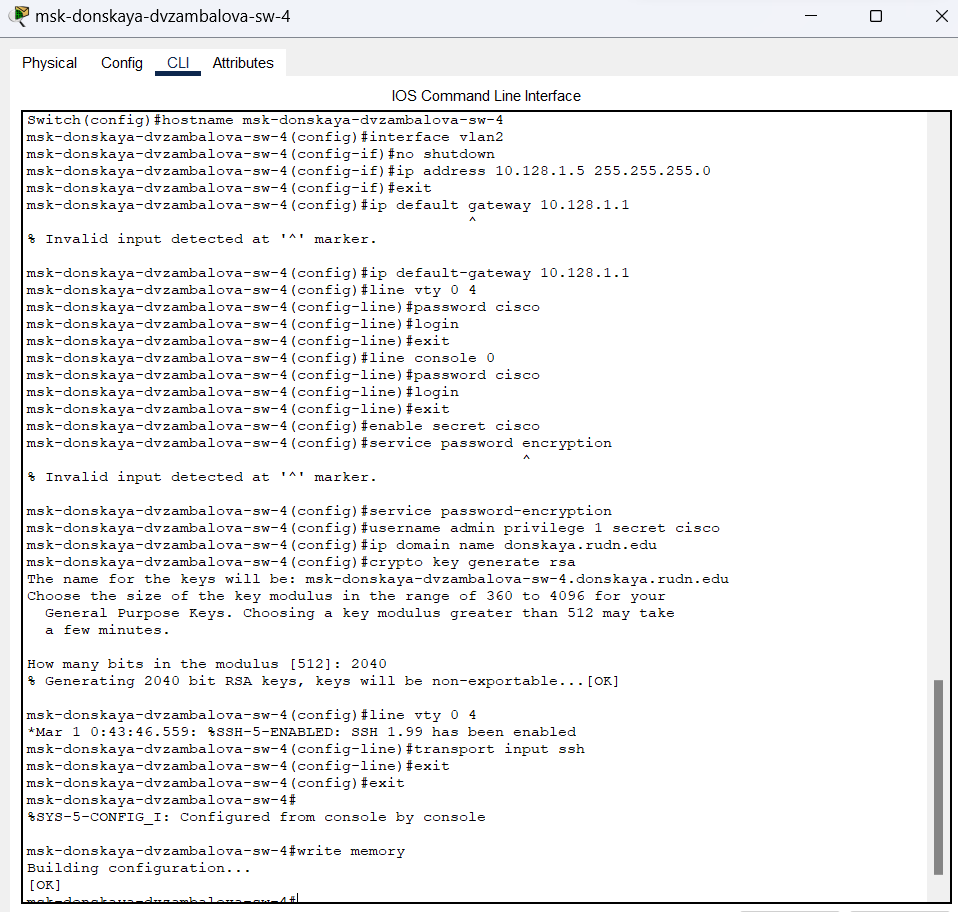 msk-donskaya-dvzambalova-sw-4
Physical Config CLI Attributes
IOS Command Line Interface
Switch(config)#hostname msk-donskaya-dvzambalova-sw-4
msk-donskaya-dvzambalova-sw-4(config)#interface vlan2
msk-donskaya-dvzambalova-sw-4(config-if)#no shutdown
msk-donskaya-dvzambalova-sw-4(config-if)#ip address 10.128.1.5 255.255.255.0
msk-donskaya-dvzambalova-sw-4(config-if)#exit
msk-donskaya-dvzambalova-sw-4(config)#ip default gateway 10.128.1.1
^
% Invalid input detected at '^' marker.
msk-donskaya-dvzambalova-sw-4(config)#ip default-gateway 10.128.1.1
msk-donskaya-dvzambalova-sw-4(config)#line vty 0 4
msk-donskaya-dvzambalova-sw-4(config-line)#password cisco
msk-donskaya-dvzambalova-sw-4(config-line)#login
msk-donskaya-dvzambalova-sw-4(config-line)#exit
msk-donskaya-dvzambalova-sw-4(config)#line console 0
msk-donskaya-dvzambalova-sw-4(config-line)#password cisco
msk-donskaya-dvzambalova-sw-4(config-line)#login
msk-donskaya-dvzambalova-sw-4(config-line)#exit
msk-donskaya-dvzambalova-sw-4(config)#enable secret cisco
msk-donskaya-dvzambalova-sw-4(config)#service password encryption
^
% Invalid input detected at '^' marker.
msk-donskaya-dvzambalova-sw-4(config)#service password-encryption
msk-donskaya-dvzambalova-sw-4(config)#username admin privilege 1 secret cisco
msk-donskaya-dvzambalova-sw-4(config)#ip domain name donskaya.rudn.edu
msk-donskaya-dvzambalova-sw-4(config)#crypto key generate rsa
The name for the keys will be: msk-donskaya-dvzambalova-sw-4.donskaya.rudn.edu
Choose the size of the key modulus in the range of 360 to 4096 for your
General Purpose Keys. Choosing a key modulus greater than 512 may take
a few minutes.
How many bits in the modulus [512]: 2040
% Generating 2040 bit RSA keys, keys will be non-exportable...[OK]
msk-donskaya-dvzambalova-sw-4(config)#line vty 0 4
*Mar 1 0:43:46.559: %SSH-5-ENABLED: SSH 1.99 has been enabled
msk-donskaya-dvzambalova-sw-4(config-line)#transport input ssh
msk-donskaya-dvzambalova-sw-4(config-line)#exit
msk-donskaya-dvzambalova-sw-4(config)#exit
msk-donskaya-dvzambalova-sw-4#
%SYS-5-CONFIG_I: Configured from console by console
msk-donskaya-dvzambalova-sw-4#write memory
Building configuration...
[OK]
msk-donskaya-dvzambalova-sw-4#